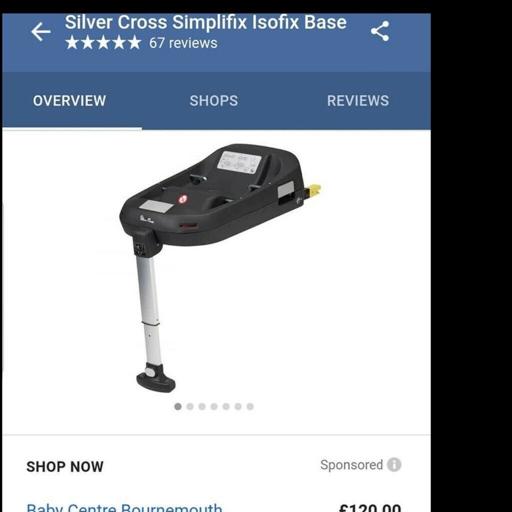 Silver Cross Simplifix Isofix Base
★★★★★ 67 reviews
OVERVIEW
SHOPS
REVIEWS
SHOP NOW
Sponsored
Baby Centre Bournemouth
£120.00